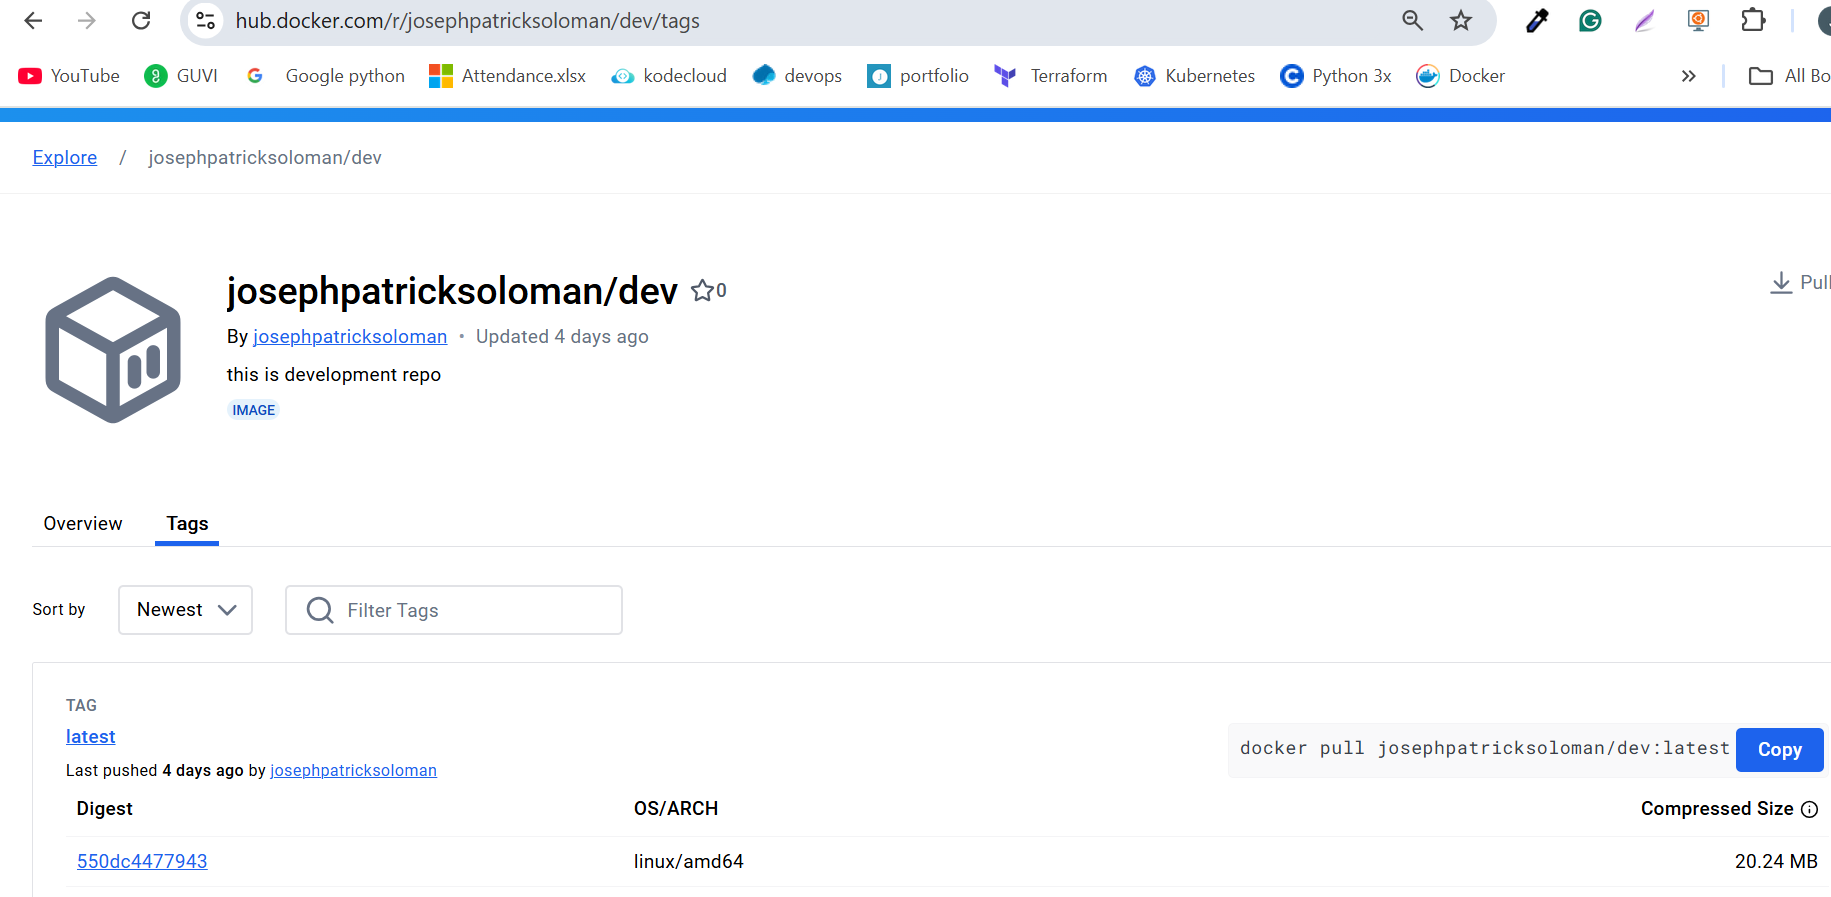 hub.docker.com/r/josephpatricksoloman/dev/tags
YouTube GUVI Google python Attendance.xlsx kodecloud devops portfolio Terraform Kubernetes Python 3x Docker » All Bo
Explore / josephpatricksoloman/dev
josephpatricksoloman/dev 0
Pull
By josephpatricksoloman • Updated 4 days ago
this is development repo
IMAGE
Overview Tags
Sort by Newest Filter Tags
TAG
latest
docker pull josephpatricksoloman/dev:latest Copy
Last pushed 4 days ago by josephpatricksoloman
Digest OS/ARCH Compressed Size
550dc4477943 linux/amd64 20.24 MB